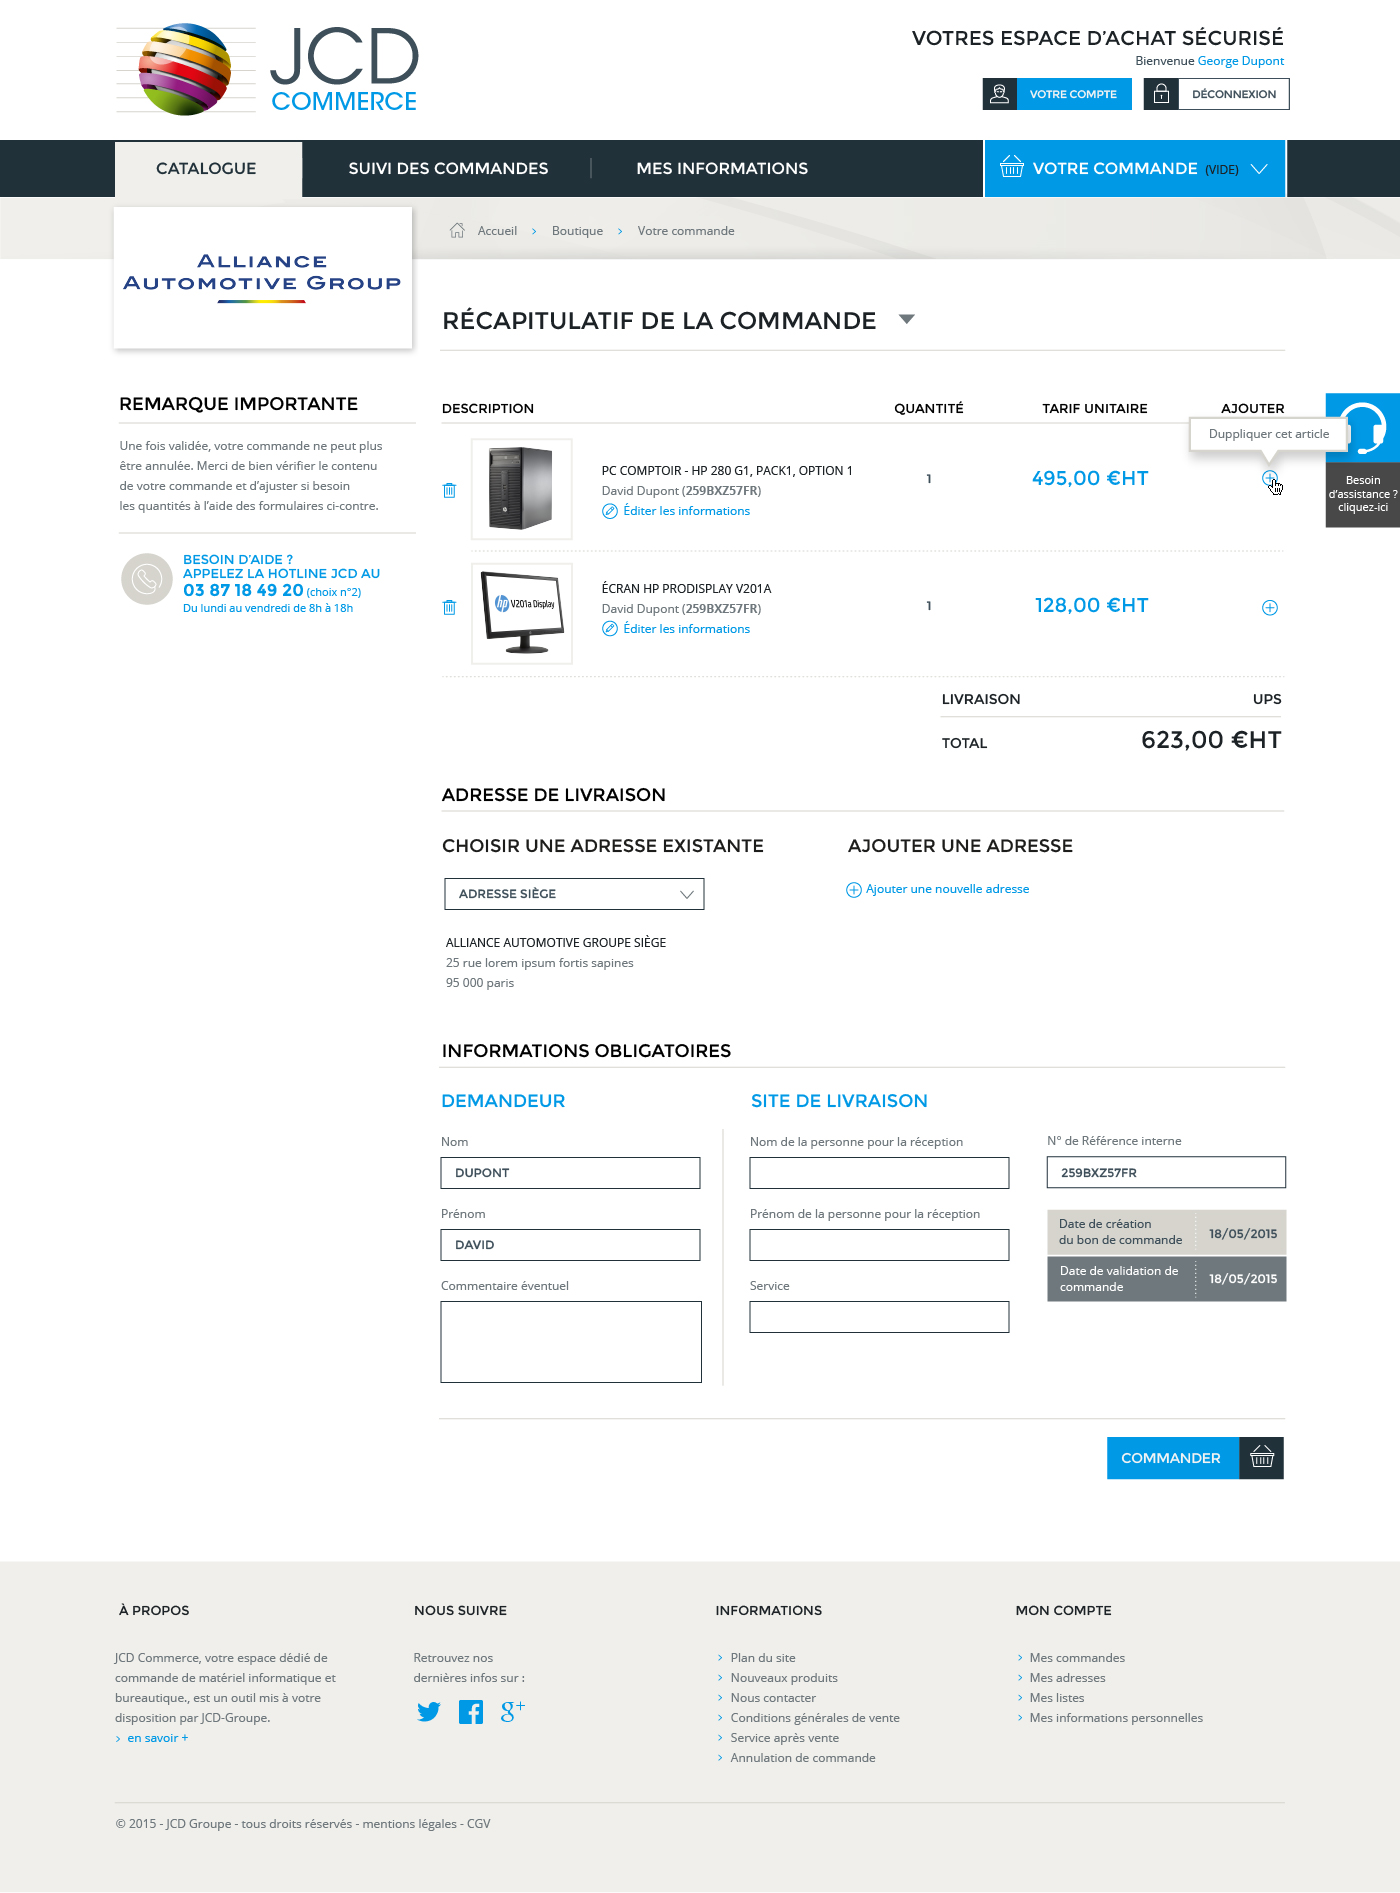 JCD
COMMERCE
VOTRES ESPACE D'ACHAT SÉCURISÉ
Bienvenue George Dupont
VOTRE COMPTE
DÉCONNEXION
CATALOGUE
SUIVI DES COMMANDES
MES INFORMATIONS
VOTRE COMMANDE (VIDE)
Accueil > Boutique > Votre commande
ALLIANCE
AUTOMOTIVE GROUP
RÉCAPITULATIF DE LA COMMANDE
REMARQUE IMPORTANTE
Une fois validée, votre commande ne peut plus
être annulée. Merci de bien vérifier le contenu
de votre commande et d'ajuster si besoin
les quantités à l'aide des formulaires ci-contre.
BESOIN D'AIDE ?
APPELEZ LA HOTLINE JCD AU
03 87 18 49 20 (choix n°2)
Du lundi au vendredi de 8h à 18h
DESCRIPTION QUANTITÉ TARIF UNITAIRE AJOUTER
Duppliquer cet article
PC COMPTOIR - HP 280 G1, PACK1, OPTION 1
David Dupont (259BXZ57FR)
Éditer les informations
1
495,00 €HT
Besoin
d'assistance ?
cliquez-ici
hp V201a Display
ÉCRAN HP PRODISPLAY V201A
David Dupont (259BXZ57FR)
Éditer les informations
1
128,00 €HT
LIVRAISON UPS
TOTAL 623,00 €HT
ADRESSE DE LIVRAISON
CHOISIR UNE ADRESSE EXISTANTE
ADRESSE SIÈGE
ALLIANCE AUTOMOTIVE GROUPE SIÈGE
25 rue lorem ipsum fortis sapines
95 000 paris
AJOUTER UNE ADRESSE
Ajouter une nouvelle adresse
INFORMATIONS OBLIGATOIRES
DEMANDEUR
Nom
DUPONT
Prénom
DAVID
Commentaire éventuel
SITE DE LIVRAISON
Nom de la personne pour la réception
Prénom de la personne pour la réception
Service
N° de Référence interne
259BXZ57FR
Date de création
du bon de commande
18/05/2015
Date de validation de
commande
18/05/2015
COMMANDER
À PROPOS
JCD Commerce, votre espace dédié de
commande de matériel informatique et
bureautique., est un outil mis à votre
disposition par JCD-Groupe.
> en savoir +
NOUS SUIVRE
Retrouvez nos
dernières infos sur :
g+
INFORMATIONS
> Plan du site
> Nouveaux produits
> Nous contacter
> Conditions générales de vente
> Service après vente
> Annulation de commande
MON COMPTE
> Mes commandes
> Mes adresses
> Mes listes
> Mes informations personnelles
© 2015 - JCD Groupe - tous droits réservés - mentions légales - CGV